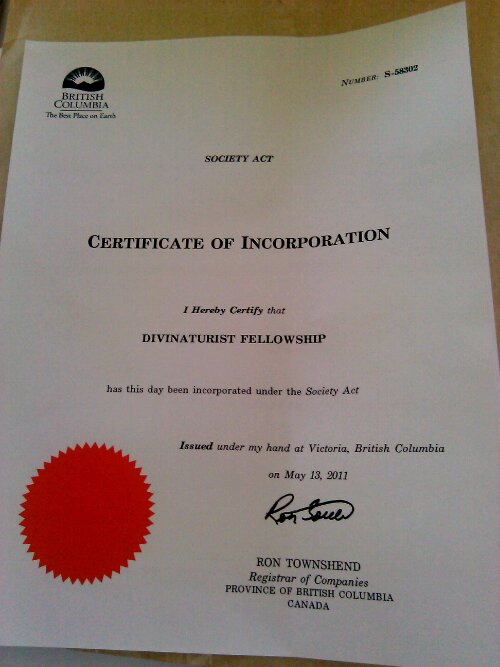 BRITISH
COLUMBIA
The Best Place on Earth
NUMBER: S-58302
SOCIETY ACT
CERTIFICATE OF INCORPORATION
I Hereby Certify that
DIVINATURIST FELLOWSHIP
has this day been incorporated under the Society Act
Issued under my hand at Victoria, British Columbia
on May 13, 2011
RON TOWNSHEND
Registrar of Companies
PROVINCE OF BRITISH COLUMBIA
CANADA